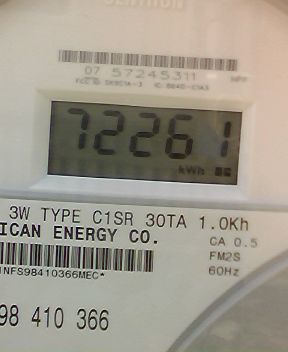 07 57245311
72261
kWh
3W TYPE C1SR 30TA 1.0Kh
ICAN ENERGY CO.
CA 0.5
FM2S
60Hz
INFS98410366MEC*
98 410 366